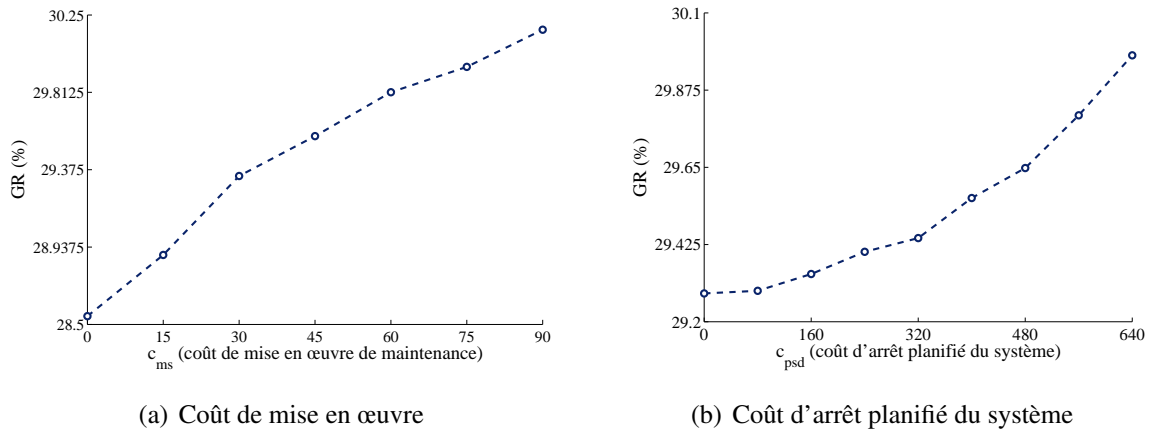 30.25
29.8125
29.375
28.9375
28.5
GR (%)
0 15 30 45 60 75 90
c_ms (coût de mise en œuvre de maintenance)
(a) Coût de mise en œuvre
30.1
29.875
29.65
29.425
29.2
GR (%)
0 160 320 480 640
c_psd (coût d'arrêt planifié du système)
(b) Coût d'arrêt planifié du système